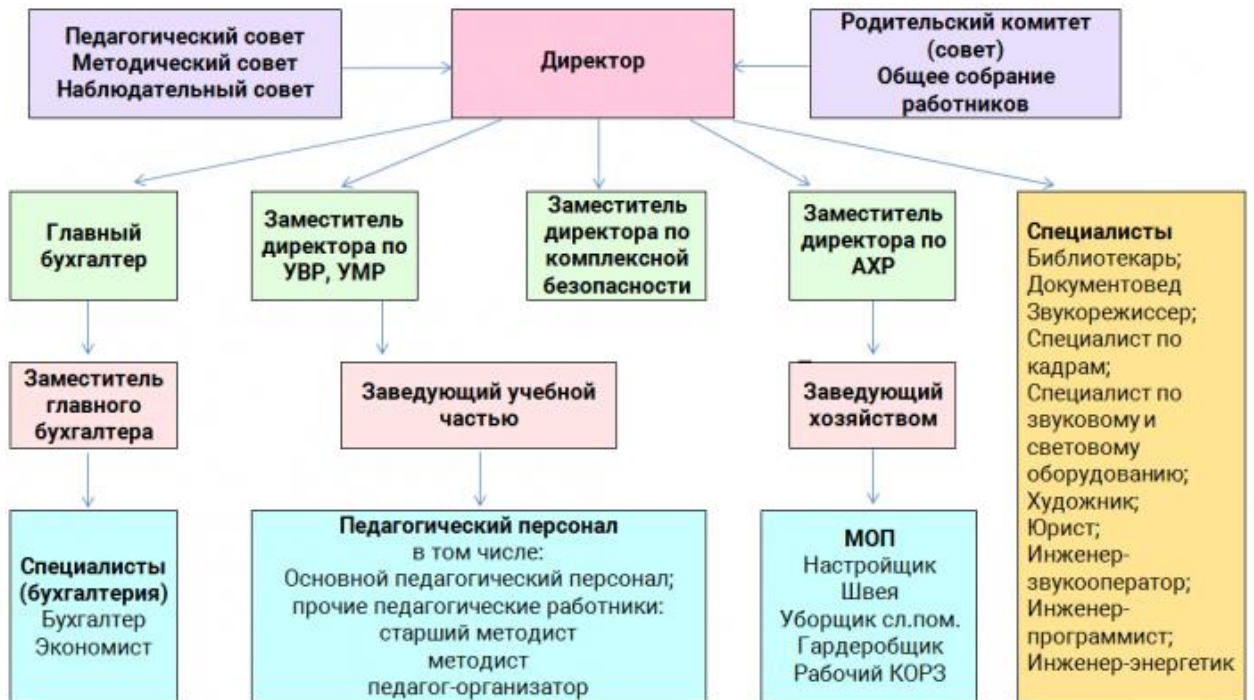 Педагогический совет
Методический совет
Наблюдательный совет
Директор
Родительский комитет
(совет)
Общее собрание
работников
Главный
бухгалтер
Заместитель
директора по
УВР, УМР
Заместитель
директора по
комплексной
безопасности
Заместитель
директора по
АХР
Специалисты
Библиотекарь;
Документовед
Звукорежиссер;
Специалист по
кадрам;
Специалист по
звуковому и
световому
оборудованию;
Художник;
Юрист;
Инженер-
звукооператор;
Инженер-
программист;
Инженер-энергетик
Заместитель
главного
бухгалтера
Заведующий учебной
частью
Заведующий
хозяйством
Специалисты
(бухгалтерия)
Бухгалтер
Экономист
Педагогический персонал
в том числе:
Основной педагогический персонал;
прочие педагогические работники:
старший методист
методист
педагог-организатор
МОП
Настройщик
Швея
Уборщик сл.пом.
Гардеробщик
Рабочий КОРЗ